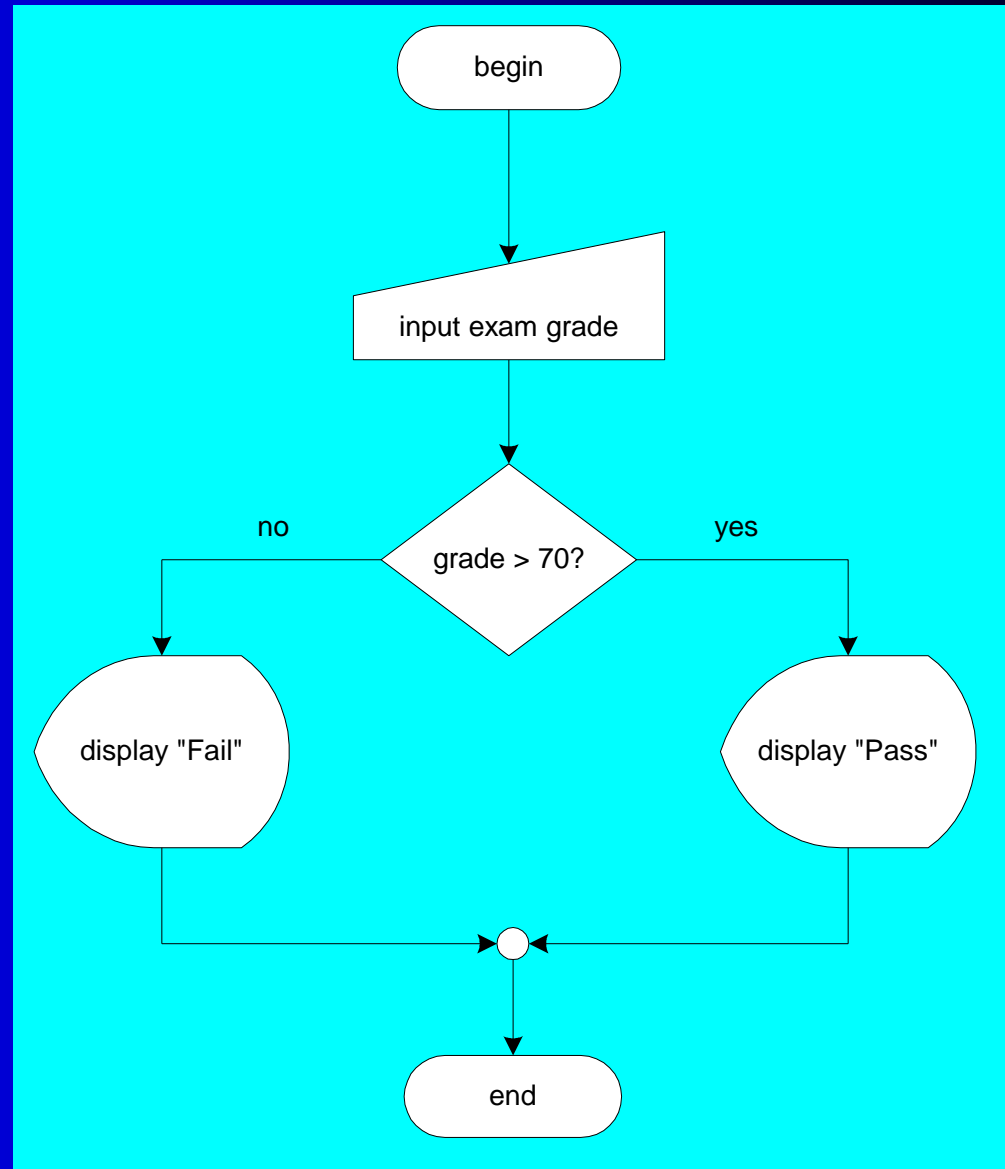 begin
input exam grade
no
yes
grade > 70?
display "Fail"
display "Pass"
end